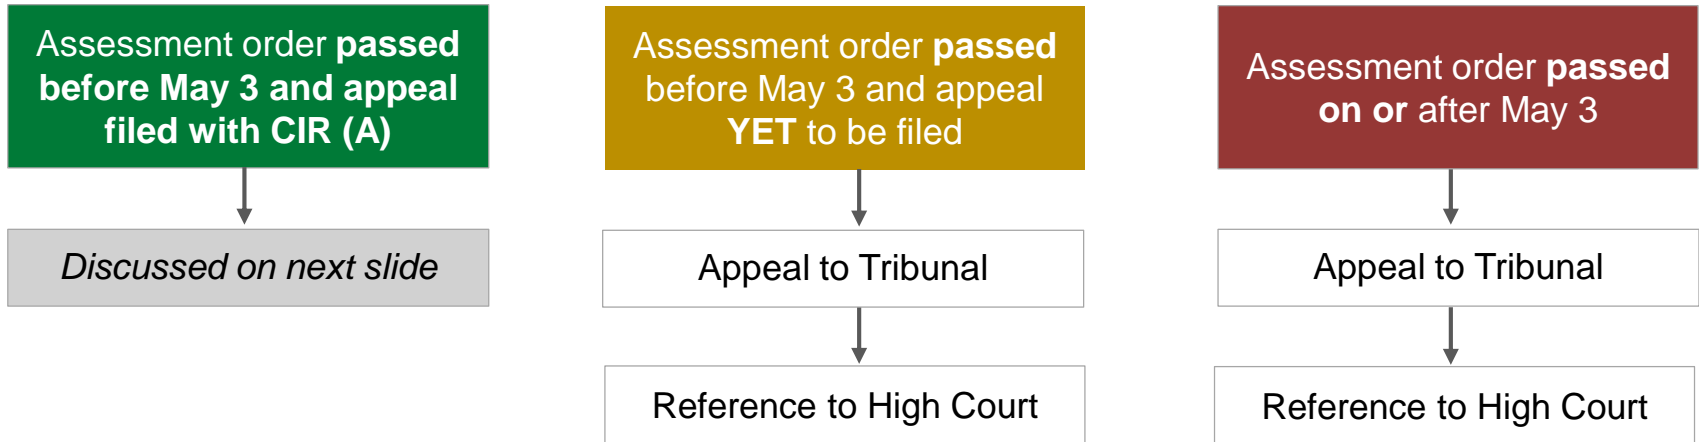 Assessment order passed
before May 3 and appeal
filed with CIR (A)
Discussed on next slide
Assessment order passed
before May 3 and appeal
YET to be filed
Appeal to Tribunal
Reference to High Court
Assessment order passed
on or after May 3
Appeal to Tribunal
Reference to High Court